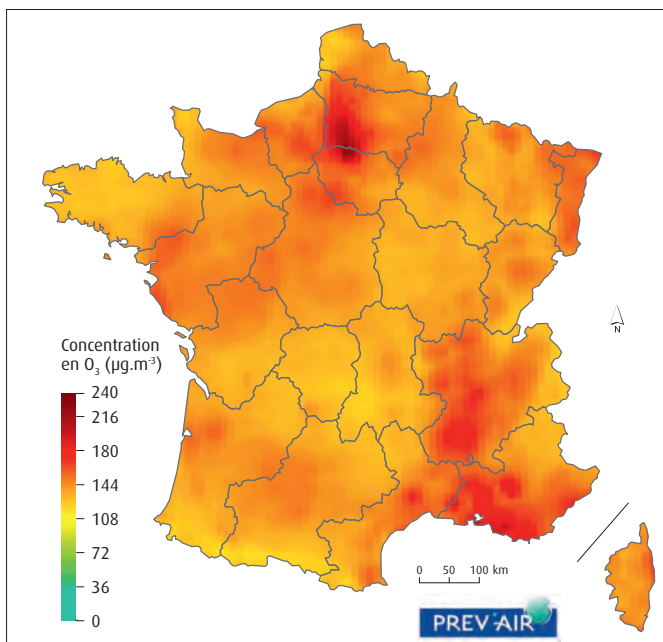 Concentration
en O₃ (µg.m⁻³)
240
216
180
144
108
72
36
0
N
0 50 100 km
PREV'AIR